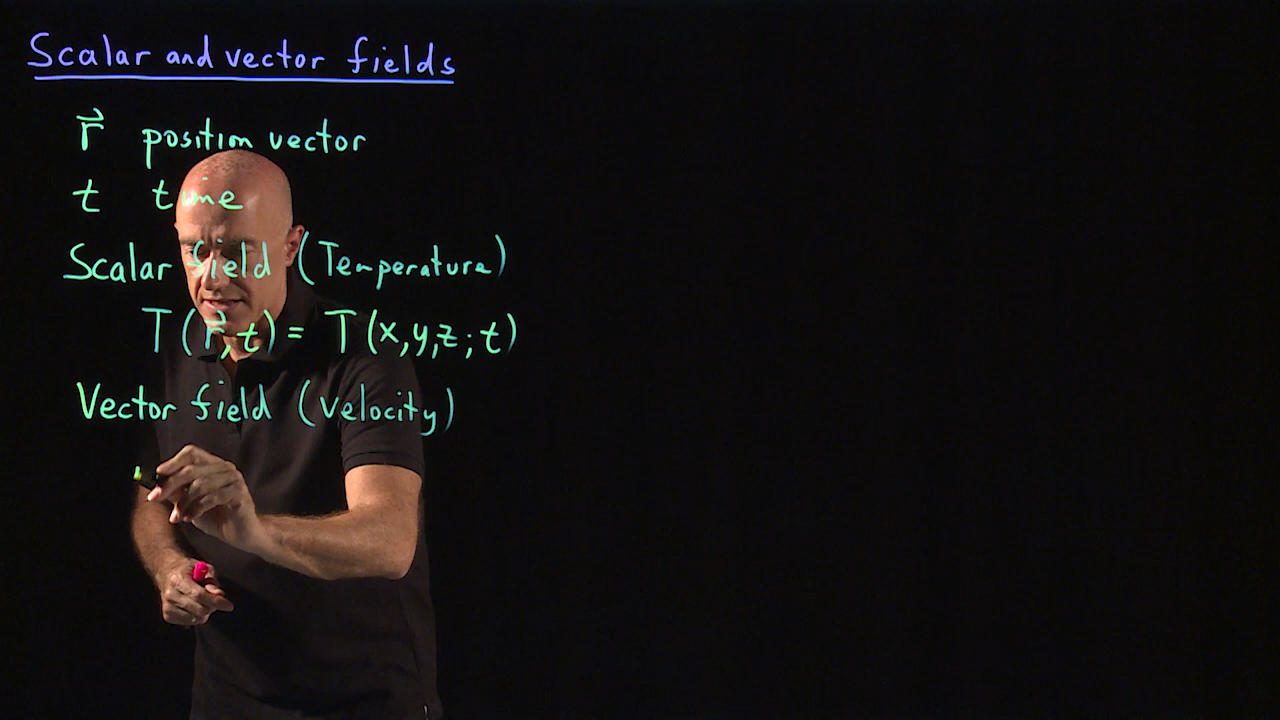 Scalar and vector fields
r⃗ position vector
t time
Scalar field (Temperature)
T(r⃗,t) = T(x,y,z;t)
Vector field (velocity)